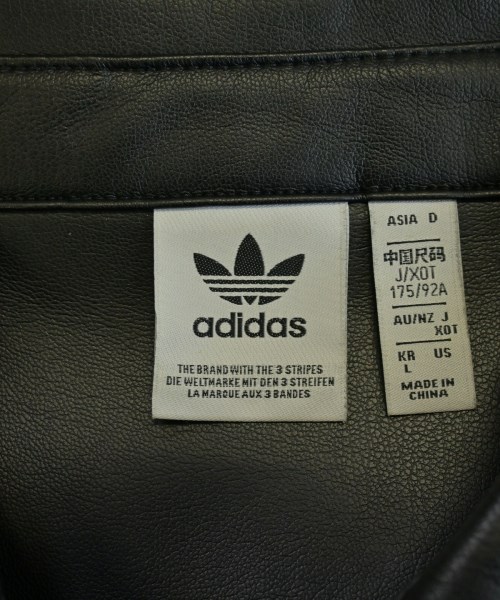 adidas
THE BRAND WITH THE 3 STRIPES
DIE WELTMARKE MIT DEN 3 STREIFEN
LA MARQUE AUX 3 BANDES
ASIA D
中国尺码
J/XOT
175/92A
AU/NZ J
XOT
KR US
L
MADE IN
CHINA